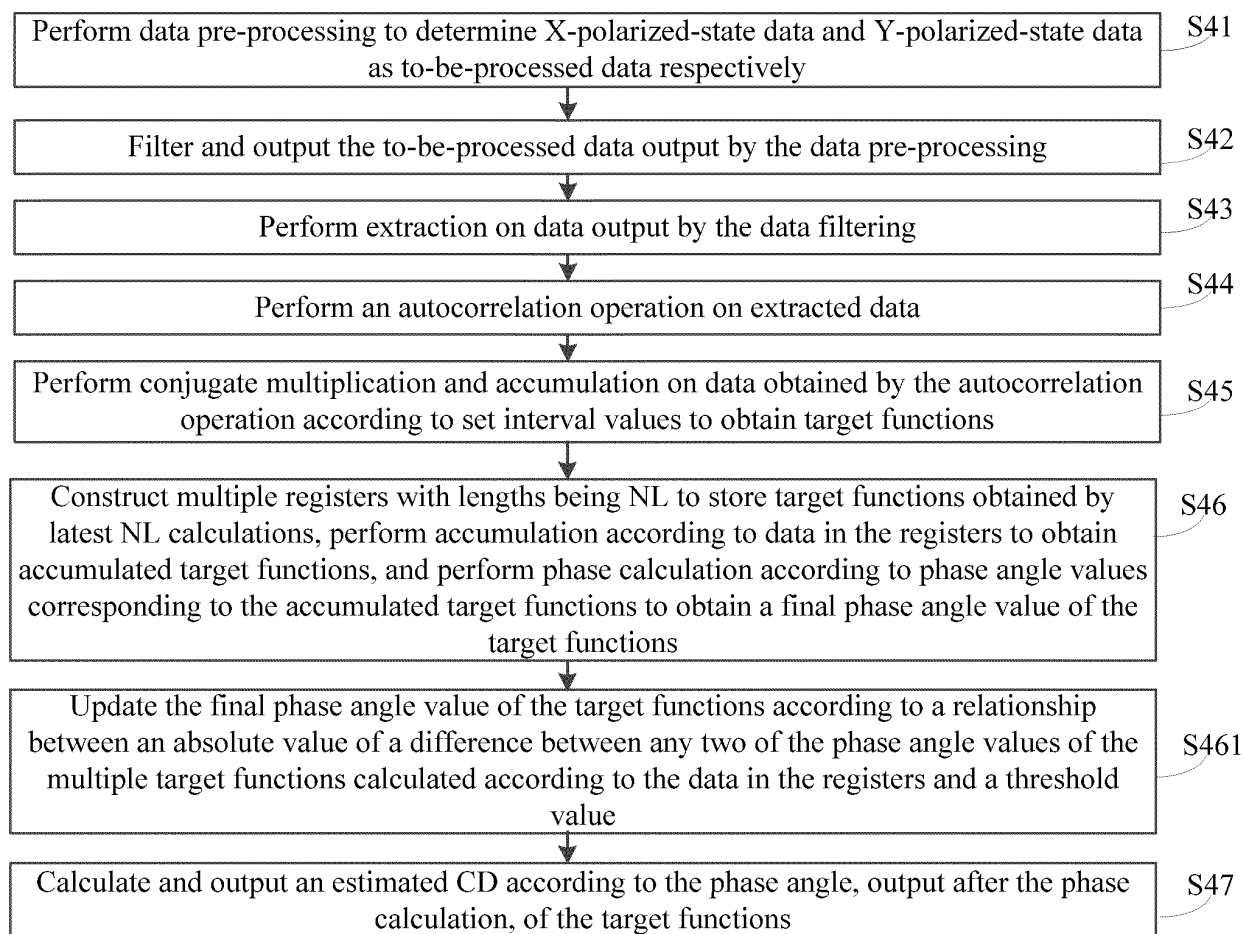 Perform data pre-processing to determine X-polarized-state data and Y-polarized-state data
as to-be-processed data respectively
S41
Filter and output the to-be-processed data output by the data pre-processing
S42
Perform extraction on data output by the data filtering
S43
Perform an autocorrelation operation on extracted data
S44
Perform conjugate multiplication and accumulation on data obtained by the autocorrelation
operation according to set interval values to obtain target functions
S45
Construct multiple registers with lengths being NL to store target functions obtained by
latest NL calculations, perform accumulation according to data in the registers to obtain
accumulated target functions, and perform phase calculation according to phase angle values
corresponding to the accumulated target functions to obtain a final phase angle value of the
target functions
S46
Update the final phase angle value of the target functions according to a relationship
between an absolute value of a difference between any two of the phase angle values of the
multiple target functions calculated according to the data in the registers and a threshold
value
S461
Calculate and output an estimated CD according to the phase angle, output after the phase
calculation, of the target functions
S47